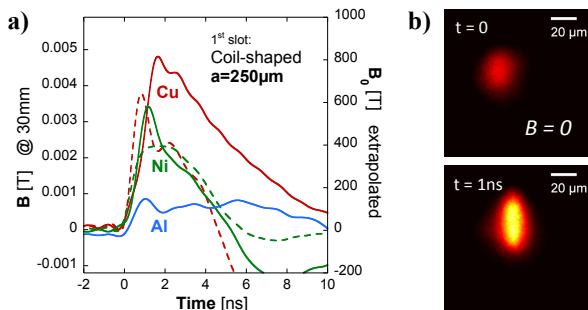 a)
1st slot:
Coil-shaped
a=250µm
Cu
Ni
Al
B [T] @ 30mm
0.005
0.004
0.003
0.002
0.001
0
-0.001
B0 [T] extrapolated
1000
800
600
400
200
0
-200
-2 0 2 4 6 8 10
Time [ns]
b)
t = 0
20 µm
B = 0
t = 1ns
20 µm